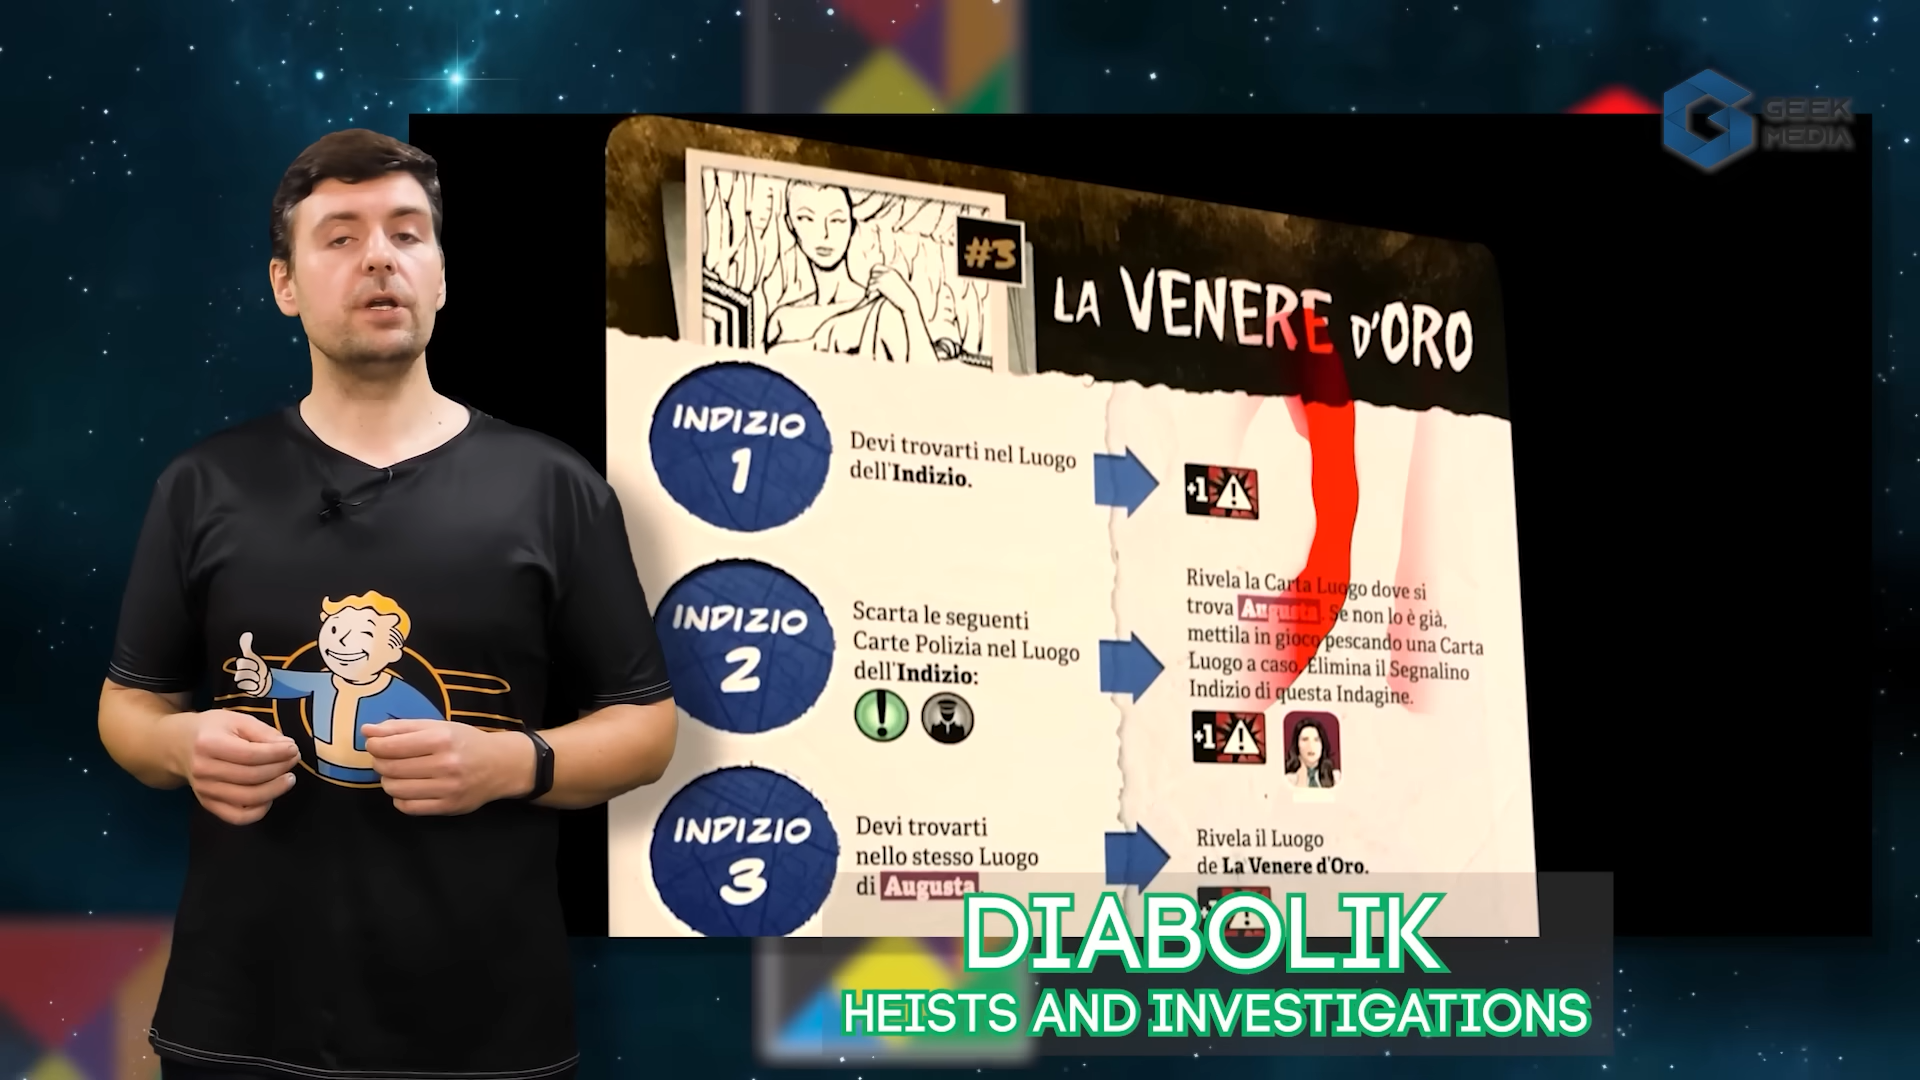 GEEK
MEDIA
#3
LA VENERE D'ORO
INDIZIO
1
Devi trovarti nel Luogo
dell'Indizio.
+1
INDIZIO
2
Scarta le seguenti
Carte Polizia nel Luogo
dell'Indizio:
Rivela la Carta Luogo dove si
trova Augusta. Se non lo è già,
mettila in gioco pescando una Carta
Luogo a caso. Elimina il Segnalino
Indizio di questa Indagine.
+1
INDIZIO
3
Devi trovarti
nello stesso Luogo
di Augusta.
Rivela il Luogo
de La Venere d'Oro.
DIABOLIK
HEISTS AND INVESTIGATIONS